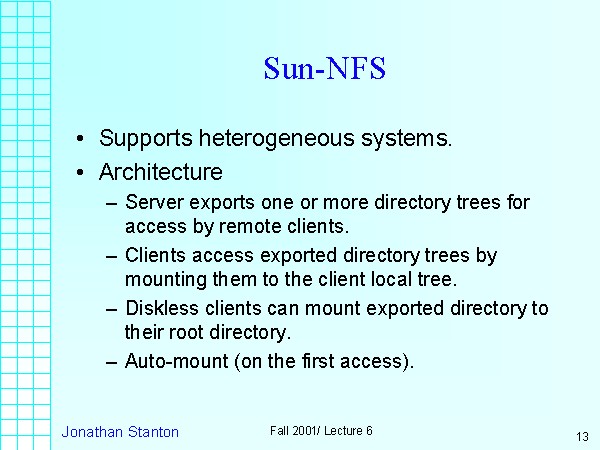 Sun-NFS
• Supports heterogeneous systems.
• Architecture
– Server exports one or more directory trees for
access by remote clients.
– Clients access exported directory trees by
mounting them to the client local tree.
– Diskless clients can mount exported directory to
their root directory.
– Auto-mount (on the first access).
Jonathan Stanton
Fall 2001/ Lecture 6
13